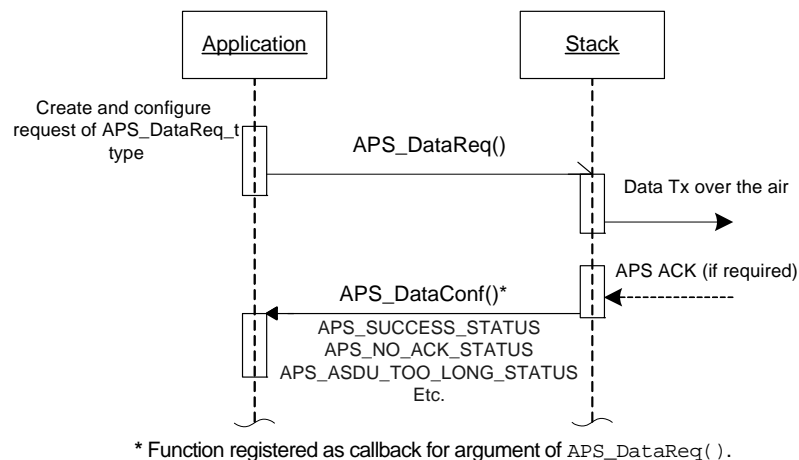 Application
Stack
Create and configure
request of APS_DataReq_t
type
APS_DataReq()
Data Tx over the air
APS ACK (if required)
APS_DataConf()*
APS_SUCCESS_STATUS
APS_NO_ACK_STATUS
APS_ASDU_TOO_LONG_STATUS
Etc.
* Function registered as callback for argument of APS_DataReq().